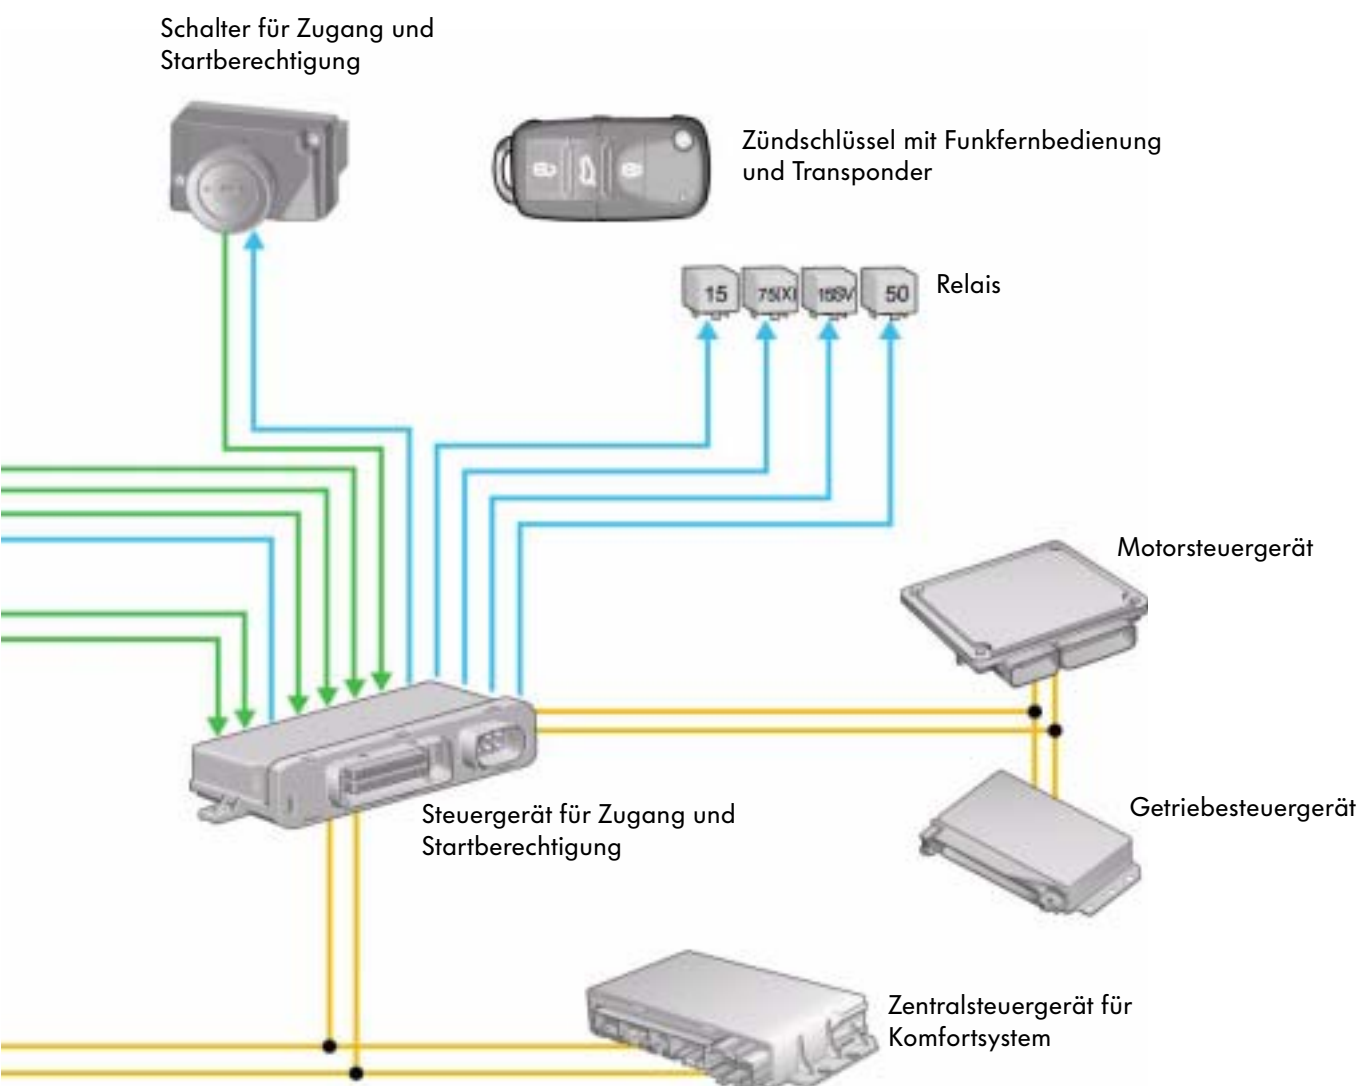 Schalter für Zugang und
Startberechtigung
Zündschlüssel mit Funkfernbedienung
und Transponder
15
75(X)
15SV
50
Relais
Motorsteuergerät
Getriebesteuergerät
Steuergerät für Zugang und
Startberechtigung
Zentralsteuergerät für
Komfortsystem